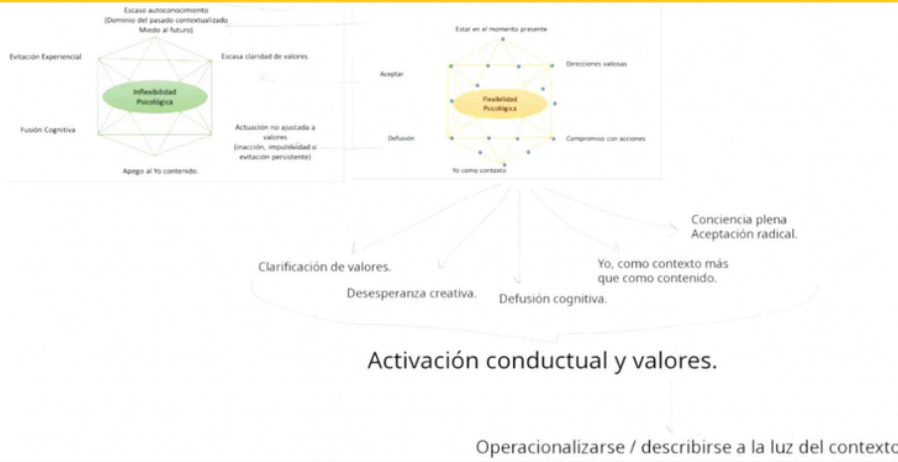 Escaso autoconocimiento
(Dominio del pasado contextualizado
Miedo al futuro)
Evitación Experiencial
Escasa claridad de valores
Inflexibilidad
Psicológica
Fusión Cognitiva
Actuación no ajustada a
valores
(inacción, impulsividad o
evitación persistente)
Apego al Yo contenido.
Estar en el momento presente
Aceptar
Direcciones valiosas
Flexibilidad
Psicológica
Defusión
Compromiso con acciones
Yo como contexto
Conciencia plena
Aceptación radical.
Clarificación de valores.
Yo, como contexto más
que como contenido.
Desesperanza creativa.
Defusión cognitiva.
Activación conductual y valores.
Operacionalizarse / describirse a la luz del contexto